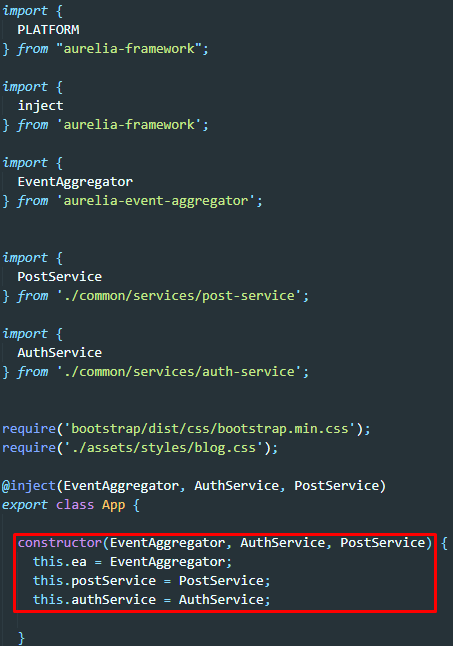 import {
  PLATFORM
} from "aurelia-framework";
import {
  inject
} from 'aurelia-framework';
import {
  EventAggregator
} from 'aurelia-event-aggregator';
import {
  PostService
} from './common/services/post-service';
import {
  AuthService
} from './common/services/auth-service';
require('bootstrap/dist/css/bootstrap.min.css');
require('./assets/styles/blog.css');
@inject(EventAggregator, AuthService, PostService)
export class App {
  constructor(EventAggregator, AuthService, PostService) {
    this.ea = EventAggregator;
    this.postService = PostService;
    this.authService = AuthService;
  }